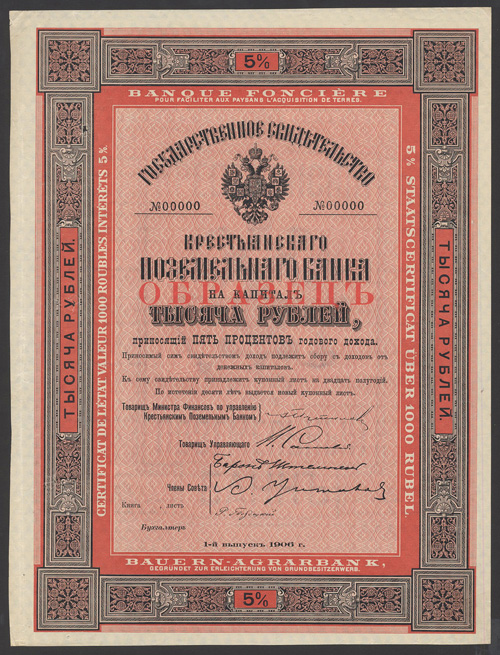 5%
BANQUE FONCIÈRE
POUR FACILITER AUX PAYSANS L'ACQUISITION DE TERRES.
ГОСУДАРСТВЕННОЕ СВИДѢТЕЛЬСТВО
№00000 №00000
КРЕСТЬЯНСКАГО
ПОЗЕМЕЛЬНАГО БАНКА
ОБРАЗЕЦЪ
НА КАПИТАЛЪ
ТЫСЯЧА РУБЛЕЙ,
приносящій ПЯТЬ ПРОЦЕНТОВЪ годового дохода.
Приносимый симъ свидѣтельствомъ доходъ подлежитъ сбору съ доходовъ отъ
денежныхъ капиталовъ.
Къ сему свидѣтельству принадлежитъ купонный листъ на двадцать полугодій.
По истеченіи десяти лѣтъ выдается новый купонный листъ.
Товарищъ Министра Финансовъ по управленію
Крестьянскимъ Поземельнымъ Банкомъ
Товарищъ Управляющаго
Баронъ
Члены Совѣта
Книга , листъ
Бухгалтеръ
1-й выпускъ 1906 г.
BAUERN-AGRARBANK,
GEGRÜNDET ZUR ERLEICHTERUNG VON GRUNDBESITZERWERB.
5%
ТЫСЯЧА РУБЛЕЙ.
CERTIFICAT DE L'ÉTAT VALEUR 1000 ROUBLES INTERÊTS 5%.
5% STAATSCERTIFICAT ÜBER 1000 RUBEL
ТЫСЯЧА РУБЛЕЙ.